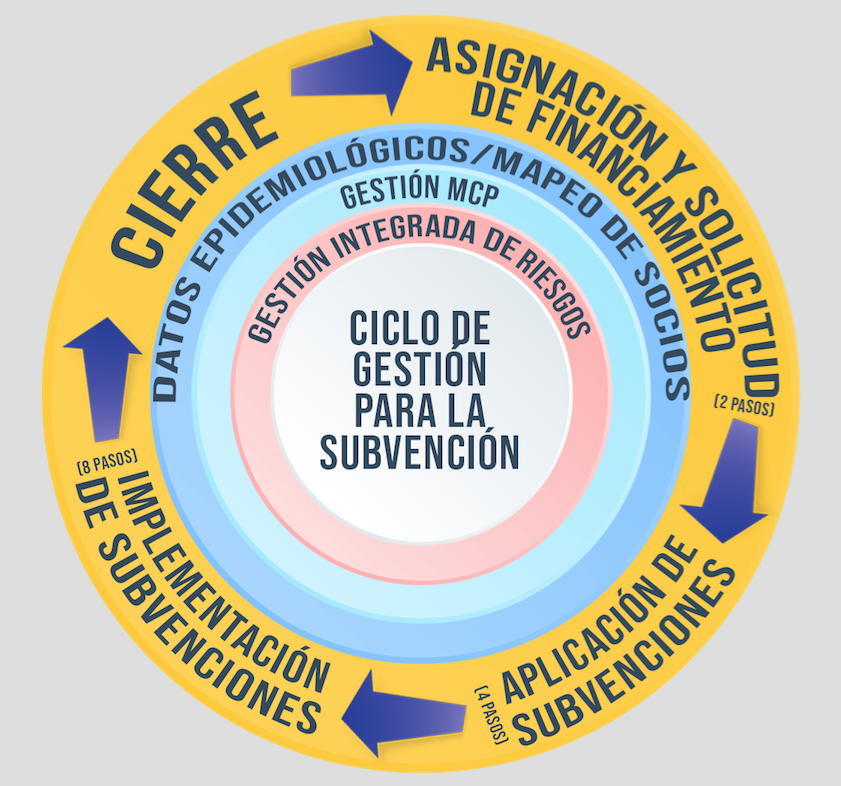 CIERRE
ASIGNACIÓN Y SOLICITUD
DE FINANCIAMIENTO
(2 PASOS)
APLICACIÓN DE
SUBVENCIONES
(4 PASOS)
IMPLEMENTACIÓN
DE SUBVENCIONES
(8 PASOS)
DATOS EPIDEMIOLÓGICOS/MAPEO DE SOCIOS
GESTIÓN MCP
GESTIÓN INTEGRADA DE RIESGOS
CICLO DE
GESTIÓN
PARA LA
SUBVENCIÓN